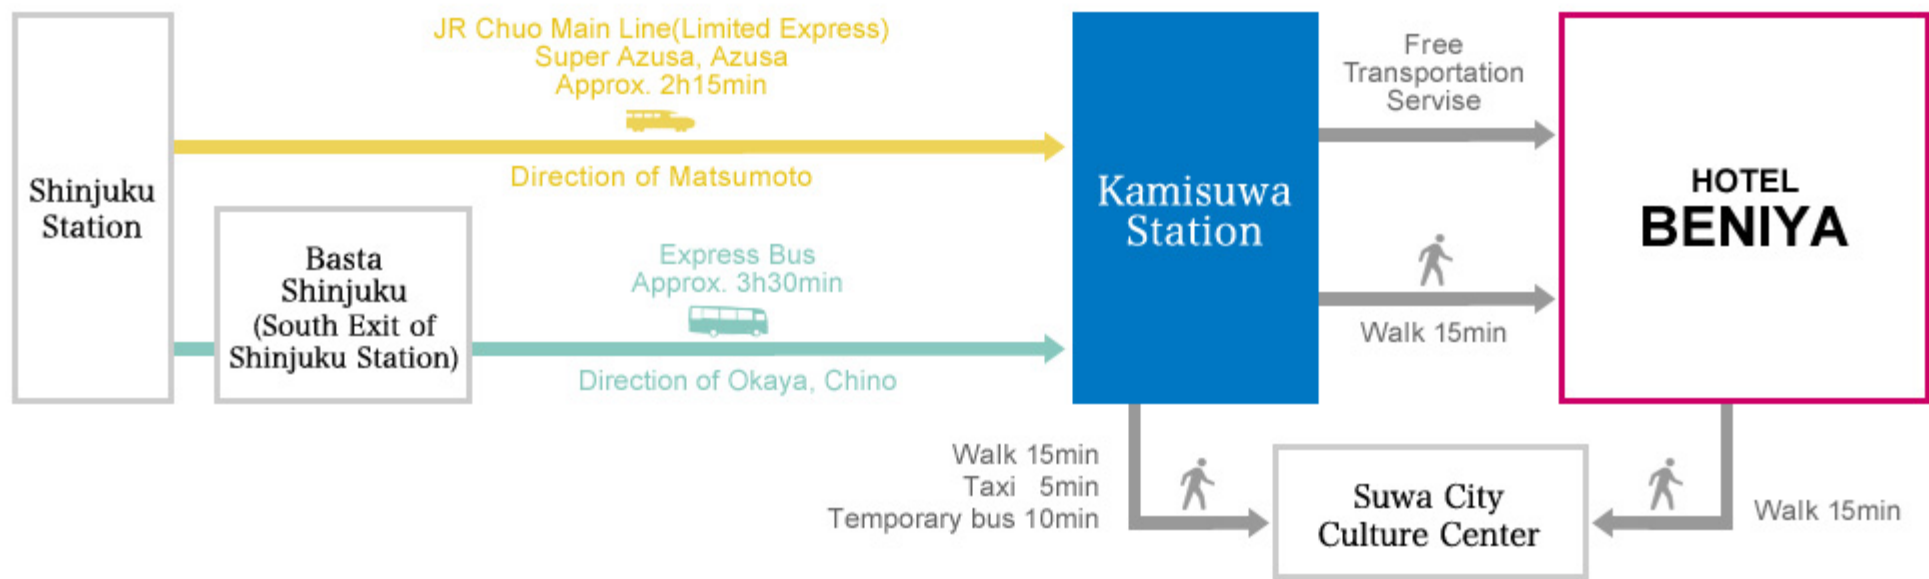 Shinjuku
Station
JR Chuo Main Line(Limited Express)
Super Azusa, Azusa
Approx. 2h15min
Direction of Matsumoto
Basta
Shinjuku
(South Exit of
Shinjuku Station)
Express Bus
Approx. 3h30min
Direction of Okaya, Chino
Kamisuwa
Station
Free
Transportation
Servise
Walk 15min
HOTEL
BENIYA
Walk 15min
Taxi 5min
Temporary bus 10min
Suwa City
Culture Center
Walk 15min